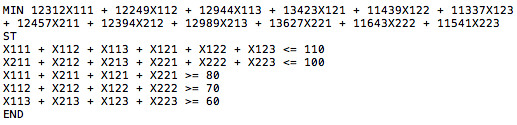 MIN 12312X111 + 12249X112 + 12944X113 + 13423X121 + 11439X122 + 11337X123
+ 12457X211 + 12394X212 + 12989X213 + 13627X221 + 11643X222 + 11541X223
ST
X111 + X112 + X113 + X121 + X122 + X123 <= 110
X211 + X212 + X213 + X221 + X222 + X223 <= 100
X111 + X211 + X121 + X221 >= 80
X112 + X212 + X122 + X222 >= 70
X113 + X213 + X123 + X223 >= 60
END